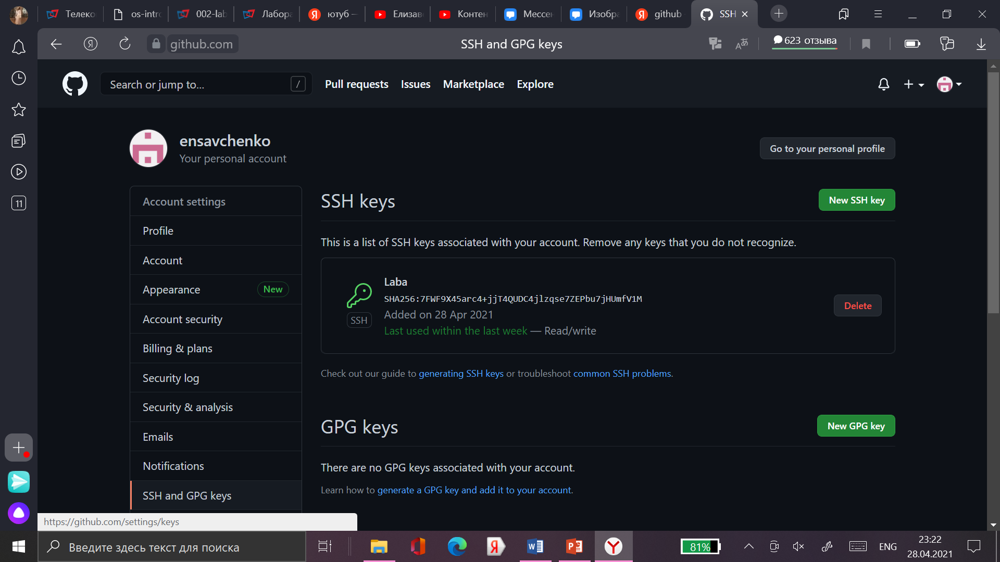 Телеко
os-intro
002-lab
Лабора
ютуб —
Елизав
Контен
Мессен
Изобра
github
SSH
github.com
SSH and GPG keys
623 отзыва
11
Search or jump to...
/
Pull requests
Issues
Marketplace
Explore
ensavchenko
Your personal account
Go to your personal profile
Account settings
Profile
Account
Appearance
New
Account security
Billing & plans
Security log
Security & analysis
Emails
Notifications
SSH and GPG keys
SSH keys
New SSH key
This is a list of SSH keys associated with your account. Remove any keys that you do not recognize.
Laba
SHA256:7FWF9X45arc4+jjT4QUDC4jlzqse7ZEPbu7jHUmfV1M
Added on 28 Apr 2021
Last used within the last week — Read/write
SSH
Delete
Check out our guide to generating SSH keys or troubleshoot common SSH problems.
GPG keys
New GPG key
There are no GPG keys associated with your account.
Learn how to generate a GPG key and add it to your account.
https://github.com/settings/keys
Введите здесь текст для поиска
81%
ENG
23:22
28.04.2021